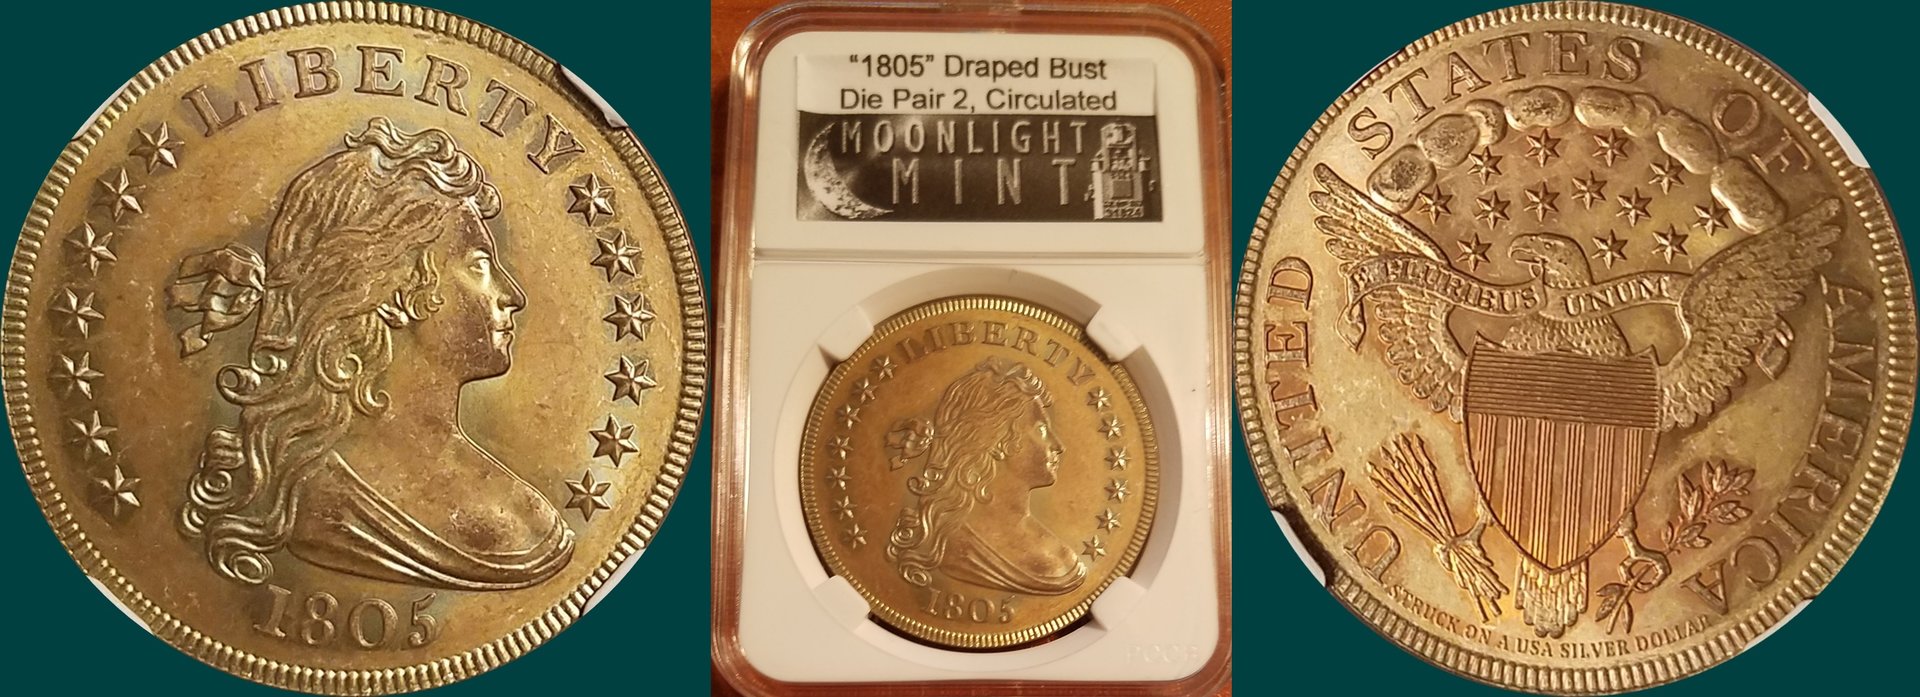 LIBERTY
1805
"1805" Draped Bust
Die Pair 2, Circulated
MOONLIGHT
MINT
LIBERTY
1805
PCGS
UNITED STATES OF AMERICA
E PLURIBUS UNUM
STRUCK ON A USA SILVER DOLLAR